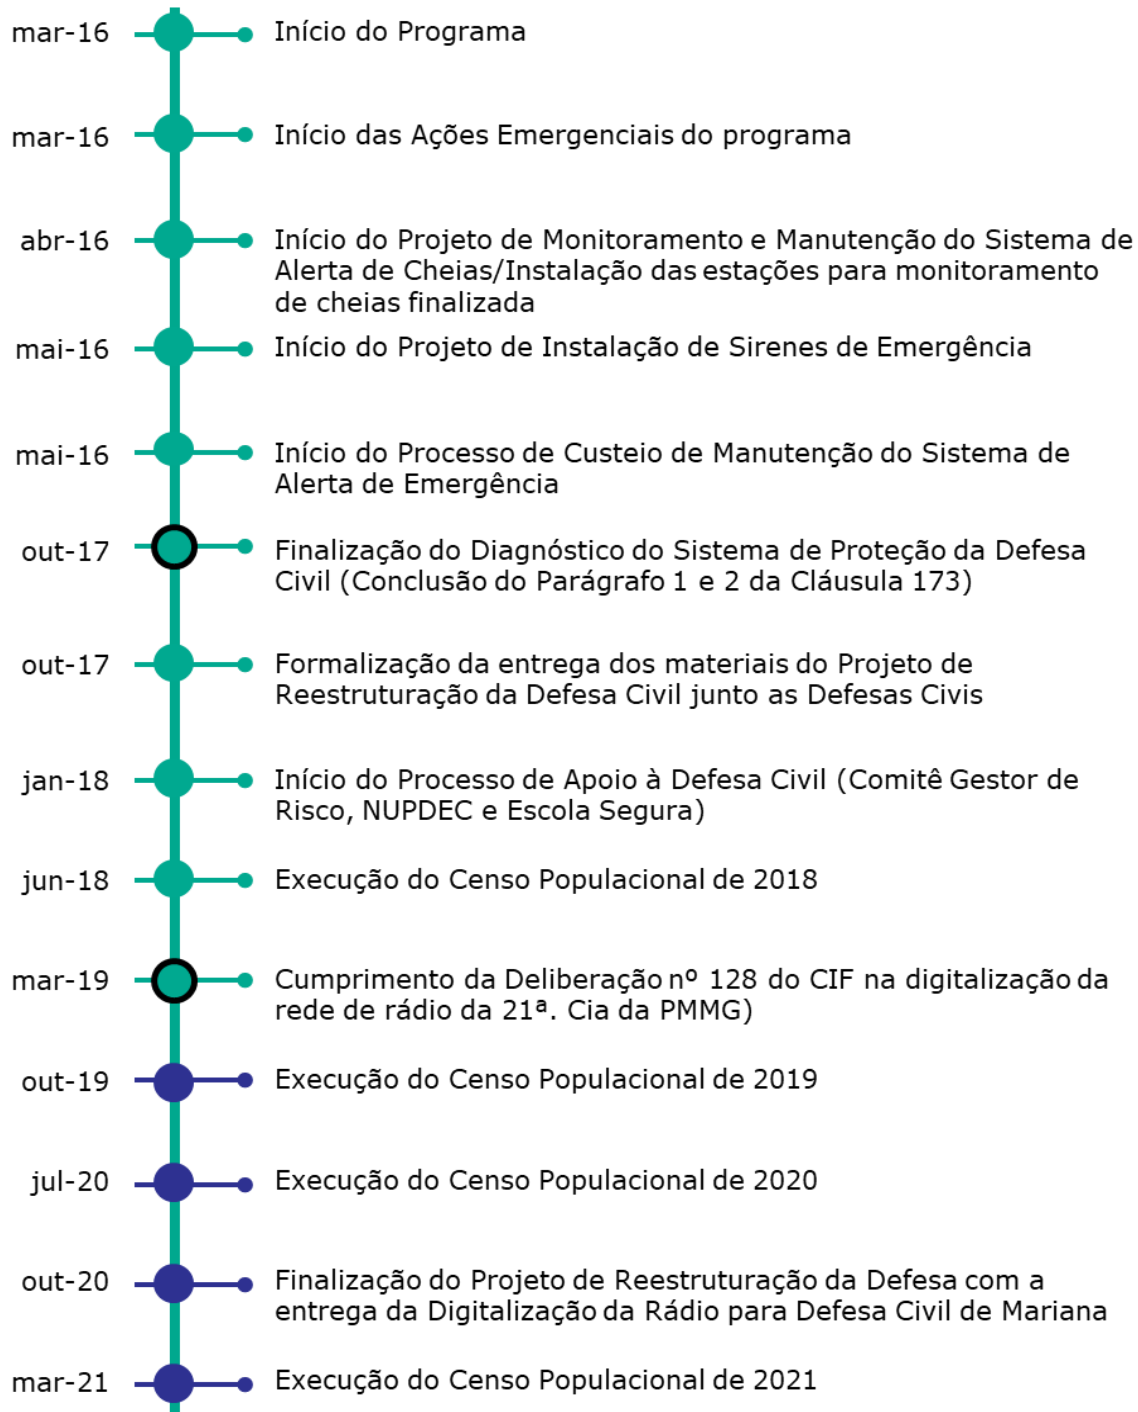 mar-16 Início do Programa
mar-16 Início das Ações Emergenciais do programa
abr-16 Início do Projeto de Monitoramento e Manutenção do Sistema de
Alerta de Cheias/Instalação das estações para monitoramento
de cheias finalizada
mai-16 Início do Projeto de Instalação de Sirenes de Emergência
mai-16 Início do Processo de Custeio de Manutenção do Sistema de
Alerta de Emergência
out-17 Finalização do Diagnóstico do Sistema de Proteção da Defesa
Civil (Conclusão do Parágrafo 1 e 2 da Cláusula 173)
out-17 Formalização da entrega dos materiais do Projeto de
Reestruturação da Defesa Civil junto as Defesas Civis
jan-18 Início do Processo de Apoio à Defesa Civil (Comitê Gestor de
Risco, NUPDEC e Escola Segura)
jun-18 Execução do Censo Populacional de 2018
mar-19 Cumprimento da Deliberação nº 128 do CIF na digitalização da
rede de rádio da 21ª. Cia da PMMG)
out-19 Execução do Censo Populacional de 2019
jul-20 Execução do Censo Populacional de 2020
out-20 Finalização do Projeto de Reestruturação da Defesa com a
entrega da Digitalização da Rádio para Defesa Civil de Mariana
mar-21 Execução do Censo Populacional de 2021